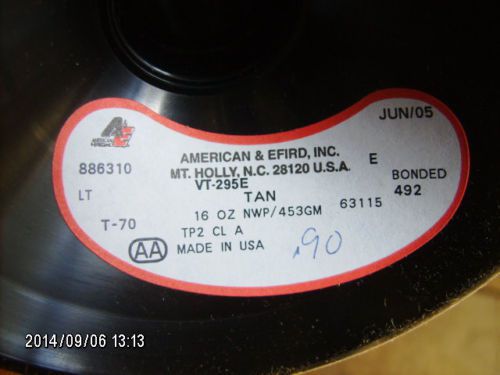 JUN/05
AMERICAN & EFIRD, INC.
MT. HOLLY, N.C. 28120 U.S.A.
E
886310
VT-295E
BONDED
LT
TAN
492
16 OZ NWP/453GM
63115
T-70
TP2 CL A
AA
MADE IN USA
.90
2014/09/06 13:13